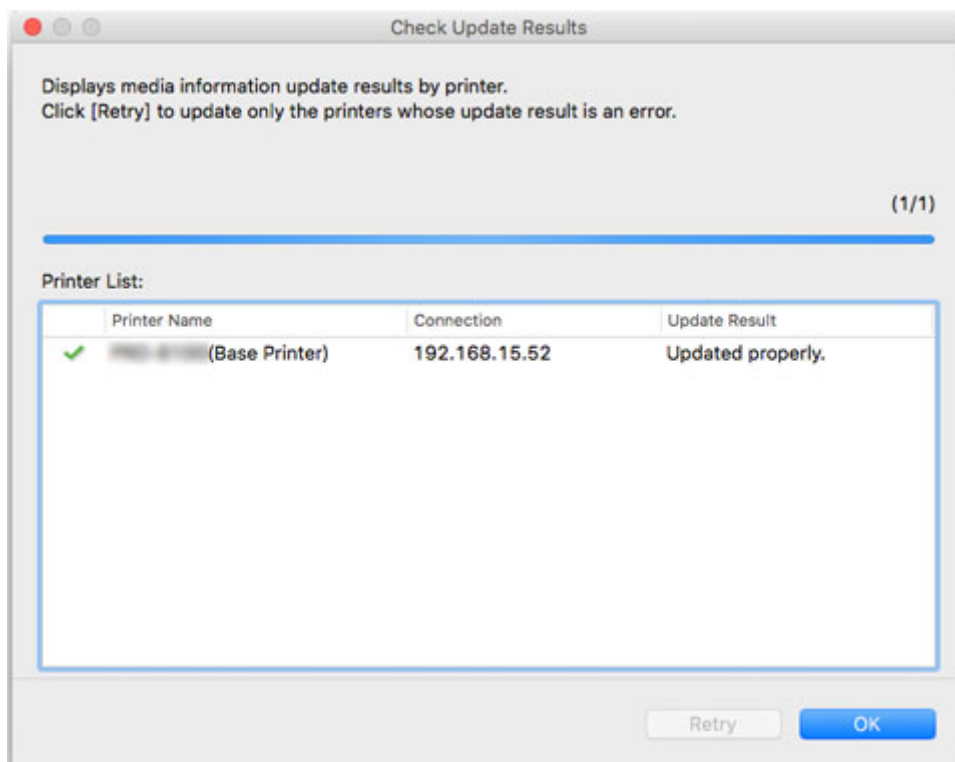 Check Update Results
Displays media information update results by printer.
Click [Retry] to update only the printers whose update result is an error.
(1/1)
Printer List:
Printer Name Connection Update Result
(Base Printer) 192.168.15.52 Updated properly.
Retry OK